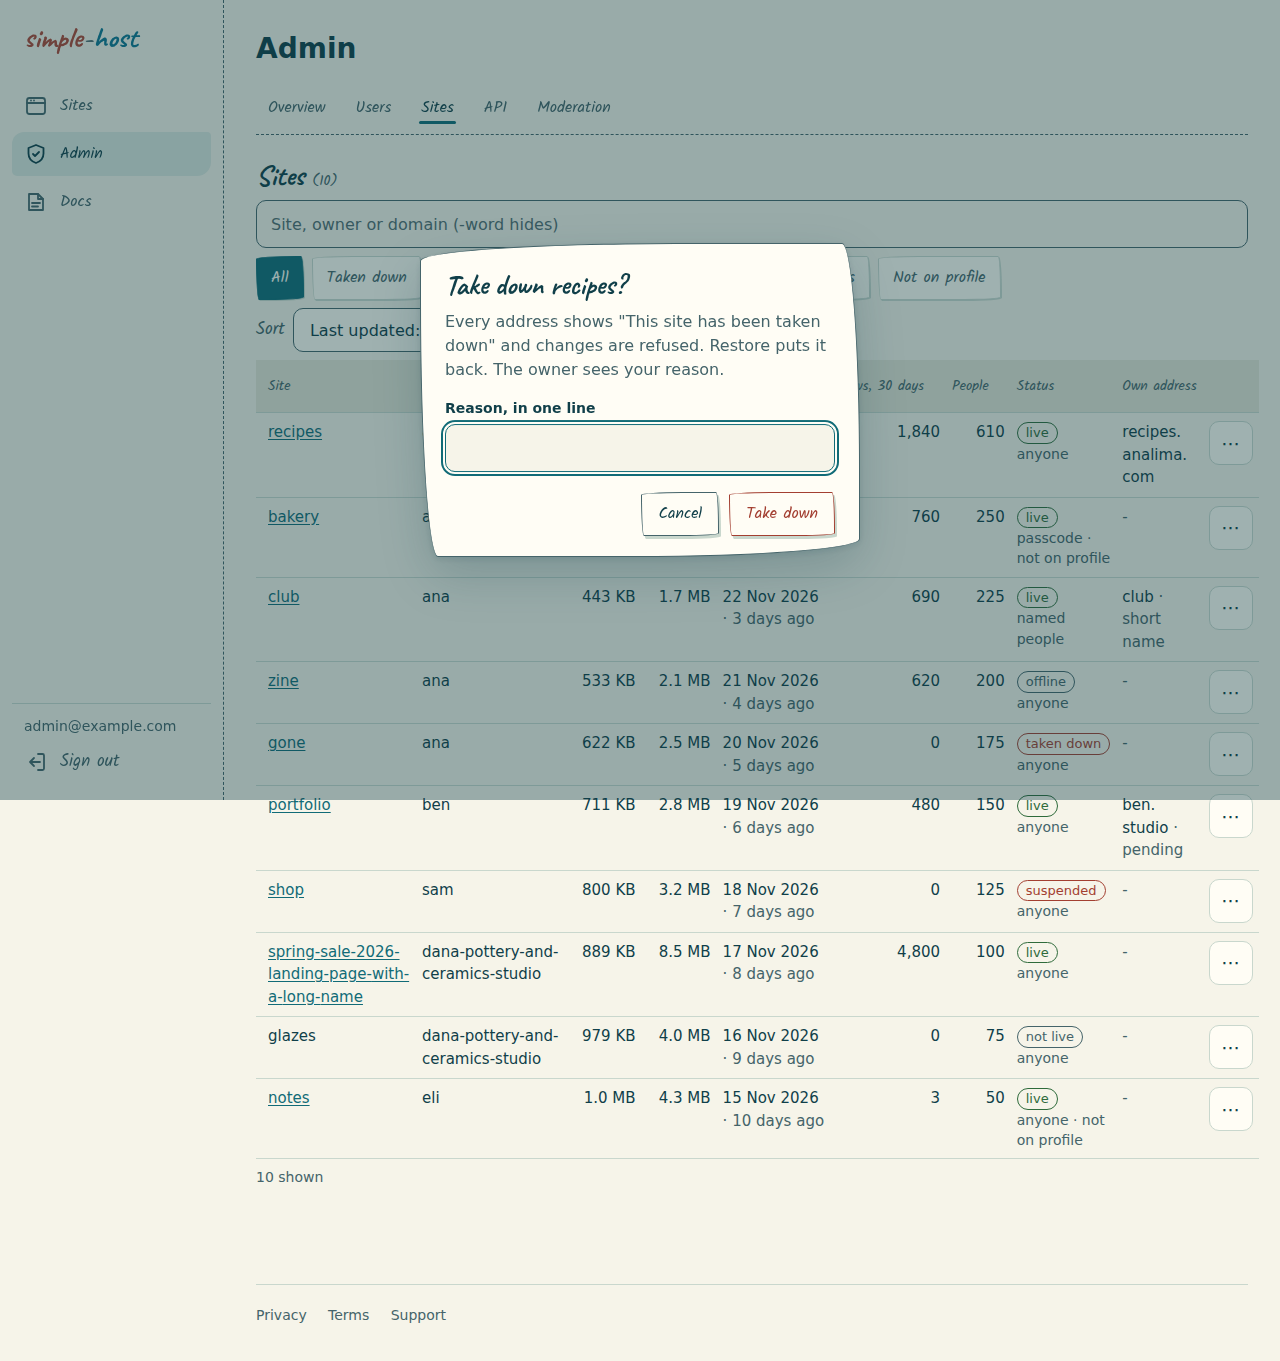 simple-host
Sites
Admin
Docs
admin@example.com
Sign out
Admin
Overview Users Sites API Moderation
Sites (10)
Site, owner or domain (-word hides)
All Taken down Not on profile
Sort Last updated:
Site 30 days People Status Own address
Take down recipes?
Every address shows "This site has been taken
down" and changes are refused. Restore puts it
back. The owner sees your reason.
Reason, in one line
Cancel Take down
recipes 1,840 610 live recipes.
anyone analima.
com
bakery 760 250 live -
passcode ·
not on profile
club ana 443 KB 1.7 MB 22 Nov 2026 690 225 live club ·
· 3 days ago named short
people name
zine ana 533 KB 2.1 MB 21 Nov 2026 620 200 offline -
· 4 days ago anyone
gone ana 622 KB 2.5 MB 20 Nov 2026 0 175 taken down -
· 5 days ago anyone
portfolio ben 711 KB 2.8 MB 19 Nov 2026 480 150 live ben.
· 6 days ago anyone studio ·
pending
shop sam 800 KB 3.2 MB 18 Nov 2026 0 125 suspended -
· 7 days ago anyone
spring-sale-2026- dana-pottery-and- 889 KB 8.5 MB 17 Nov 2026 4,800 100 live -
landing-page-with- ceramics-studio · 8 days ago anyone
a-long-name
glazes dana-pottery-and- 979 KB 4.0 MB 16 Nov 2026 0 75 not live -
ceramics-studio · 9 days ago anyone
notes eli 1.0 MB 4.3 MB 15 Nov 2026 3 50 live -
· 10 days ago anyone · not
on profile
10 shown
Privacy Terms Support